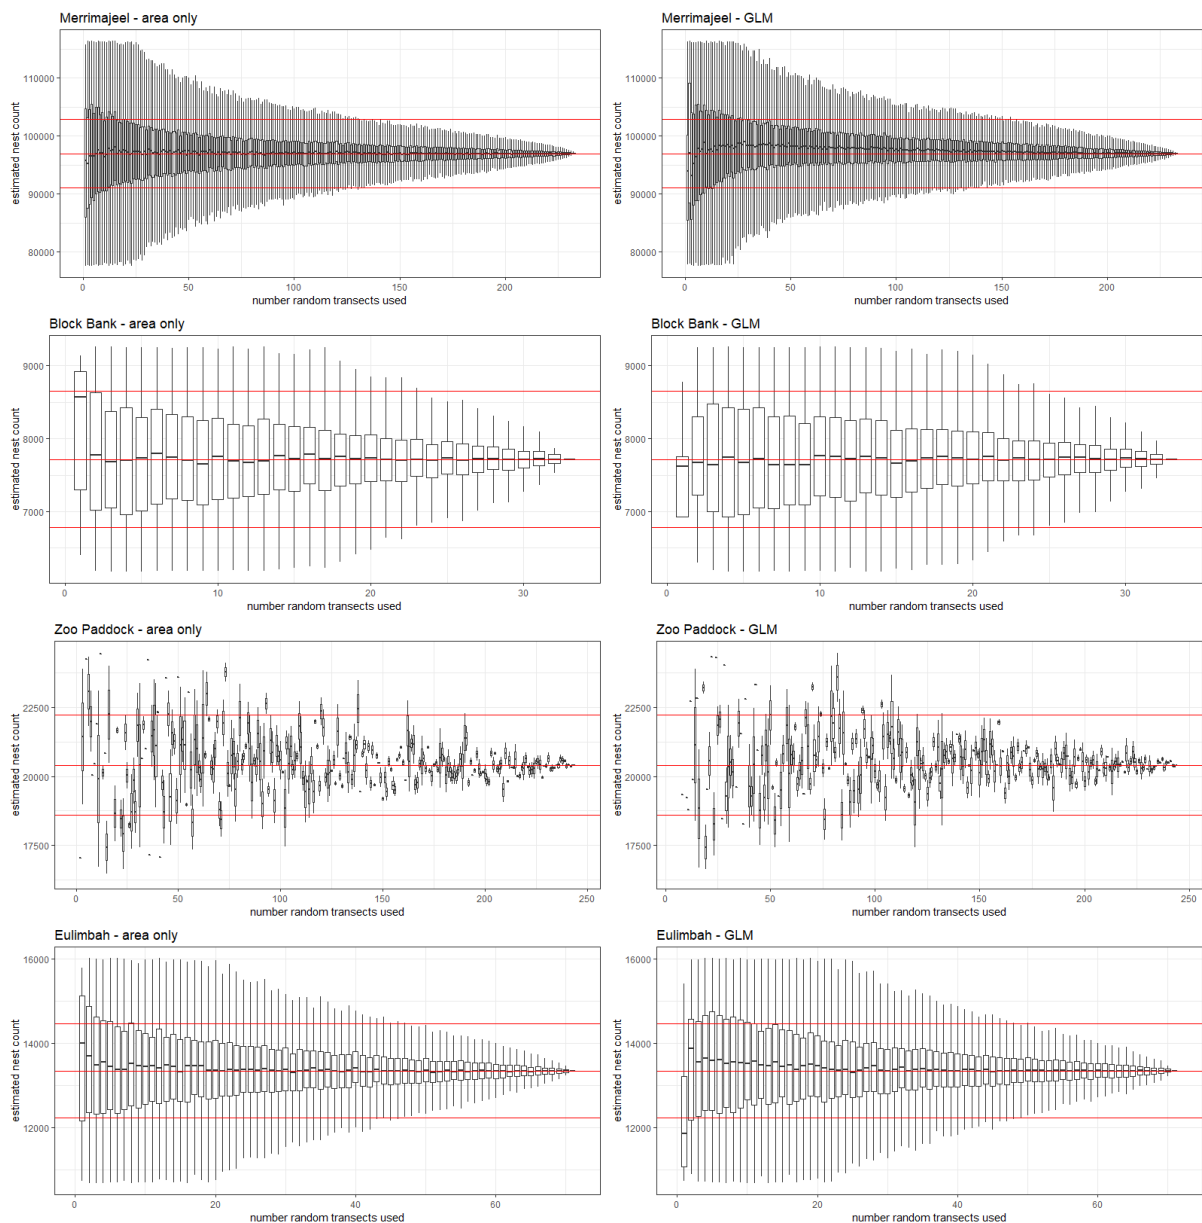 Merrimajeel - area only
Merrimajeel - GLM
estimated nest count
110000
100000
90000
80000
0 50 100 150 200
number random transects used
estimated nest count
110000
100000
90000
80000
0 50 100 150 200
number random transects used
Block Bank - area only
Block Bank - GLM
estimated nest count
9000
8000
7000
0 10 20 30
number random transects used
estimated nest count
9000
8000
7000
0 10 20 30
number random transects used
Zoo Paddock - area only
Zoo Paddock - GLM
estimated nest count
22500
20000
17500
0 50 100 150 200 250
number random transects used
estimated nest count
22500
20000
17500
0 50 100 150 200 250
number random transects used
Eulimbah - area only
Eulimbah - GLM
estimated nest count
16000
14000
12000
0 20 40 60
number random transects used
estimated nest count
16000
14000
12000
0 20 40 60
number random transects used